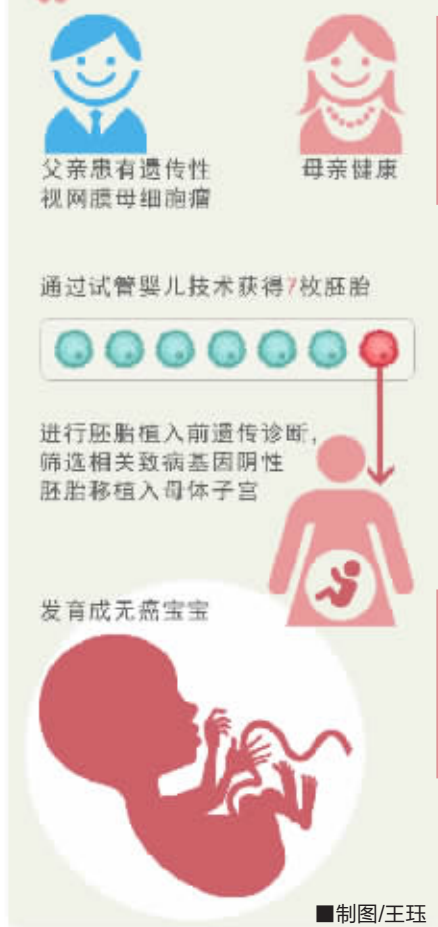 父亲患有遗传性
视网膜母细胞瘤
母亲健康
通过试管婴儿技术获得7枚胚胎
进行胚胎植入前遗传诊断，
筛选相关致病基因阴性
胚胎移植入母体子宫
发育成无癌宝宝
■制图/王珏